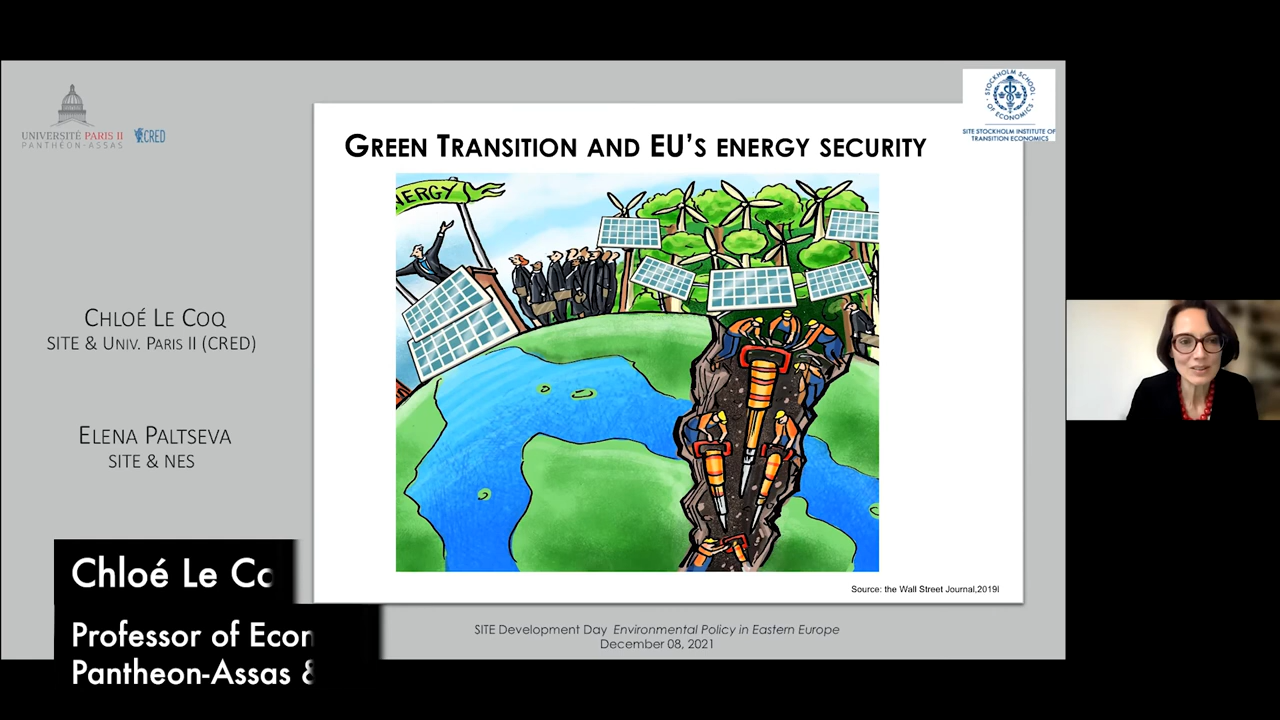 UNIVERSITÉ PARIS II
PANTHÉON-ASSAS
CRED
STOCKHOLM SCHOOL
OF ECONOMICS
SITE STOCKHOLM INSTITUTE OF
TRANSITION ECONOMICS
GREEN TRANSITION AND EU'S ENERGY SECURITY
NERGY
CHLOÉ LE COQ
SITE & UNIV. PARIS II (CRED)
ELENA PALTSEVA
SITE & NES
Chloé Le Co
Professor of Econ
Pantheon-Assas &
Source: the Wall Street Journal,2019l
SITE Development Day Environmental Policy in Eastern Europe
December 08, 2021